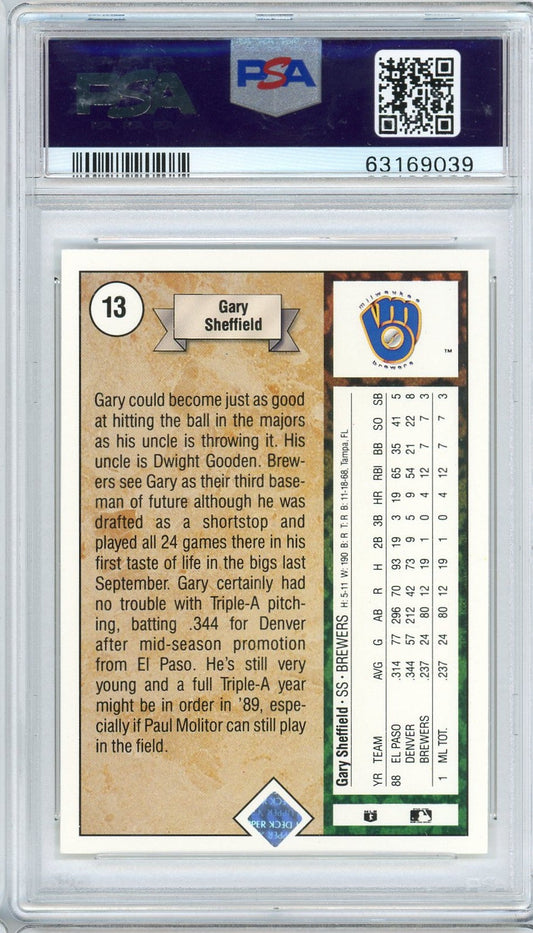 PSA
PSA
63169039
13
Gary
Sheffield
milwaukee
brewers
TM
Gary could become just as good
at hitting the ball in the majors
as his uncle is throwing it. His
uncle is Dwight Gooden. Brew-
ers see Gary as their third base-
man of future although he was
drafted as a shortstop and
played all 24 games there in his
first taste of life in the bigs last
September. Gary certainly had
no trouble with Triple-A pitch-
ing, batting .344 for Denver
after mid-season promotion
from El Paso. He's still very
young and a full Triple-A year
might be in order in '89, espe-
cially if Paul Molitor can still play
in the field.
Gary Sheffield · SS · BREWERS H: 5-11 W: 190 B: R T: R B: 11-18-68, Tampa, FL
YR TEAM AVG G AB R H 2B 3B HR RBI BB SO SB
88 EL PASO .314 77 296 70 93 19 3 19 65 35 41 5
DENVER .344 57 212 42 73 9 5 9 54 21 22 8
BREWERS .237 24 80 12 19 1 0 4 12 7 7 3
1 ML TOT. .237 24 80 12 19 1 0 4 12 7 7 3
PER DECK